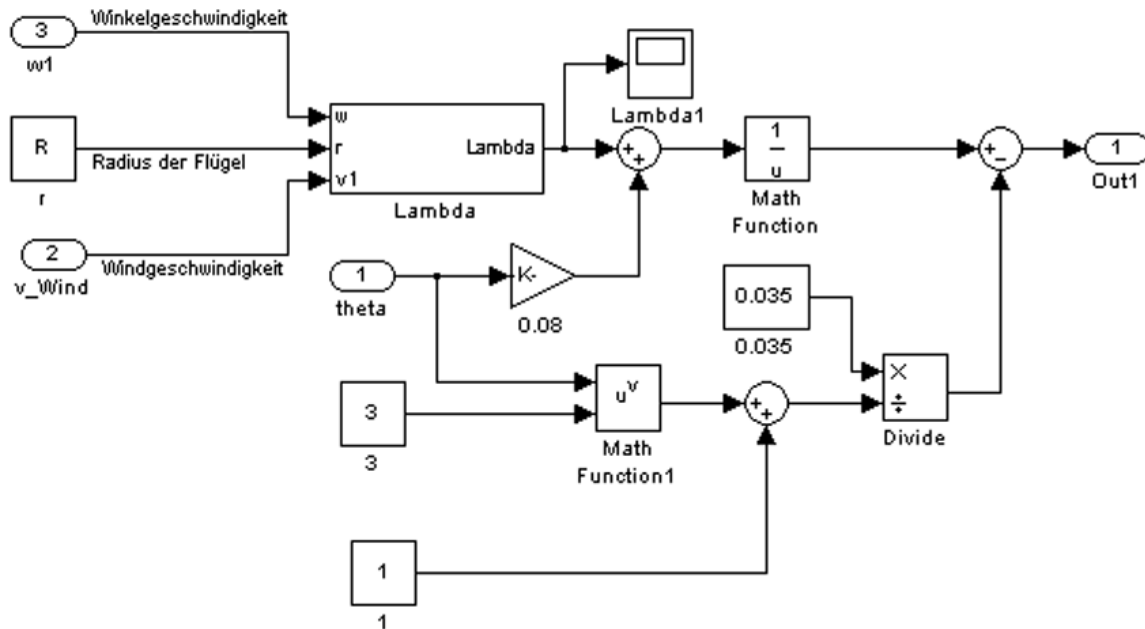 3
Winkelgeschwindigkeit
w1
R
Radius der Flügel
r
2
Windgeschwindigkeit
v_Wind
w
r
v1
Lambda
Lambda
Lambda1
+
+
1
u
Math
Function
+
−
1
Out1
1
theta
K-
0.08
0.035
0.035
3
3
u^v
Math
Function1
+
+
×
÷
Divide
1
1